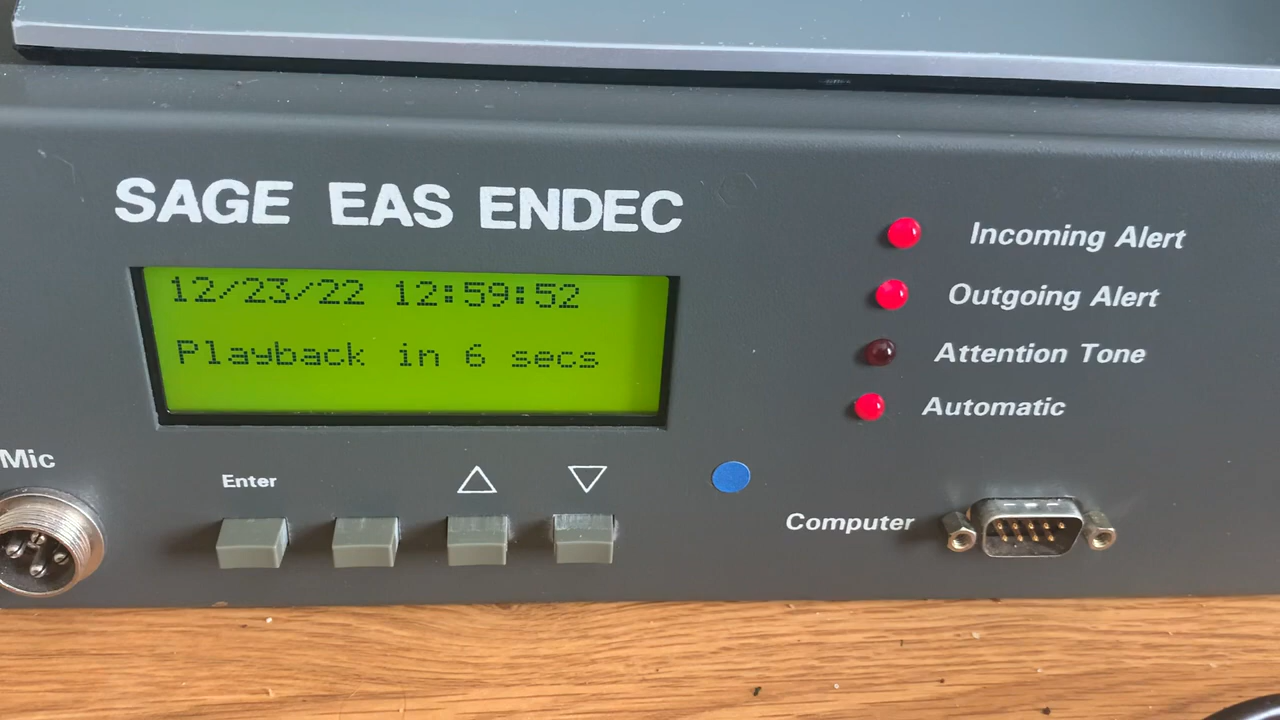 SAGE EAS ENDEC
12/23/22 12:59:52
Playback in 6 secs
Incoming Alert
Outgoing Alert
Attention Tone
Automatic
Mic
Enter
Computer